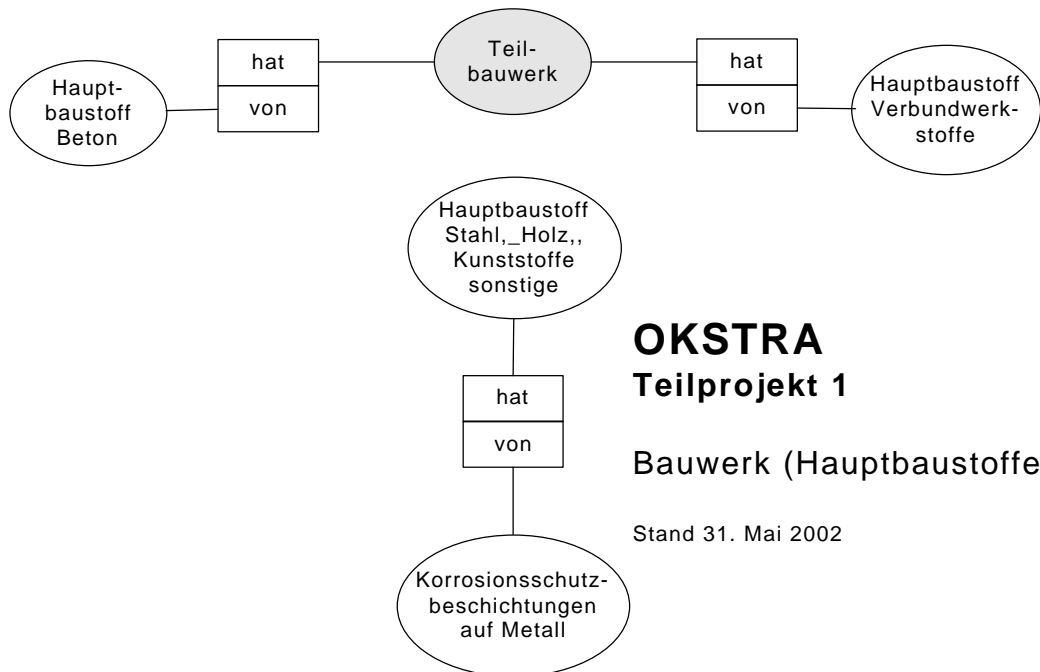 Teil-
bauwerk
hat
von
Haupt-
baustoff
Beton
hat
von
Hauptbaustoff
Verbundwerk-
stoffe
Hauptbaustoff
Stahl,_Holz,,
Kunststoffe
sonstige
hat
von
Korrosionsschutz-
beschichtungen
auf Metall
OKSTRA
Teilprojekt 1
Bauwerk (Hauptbaustoffe
Stand 31. Mai 2002